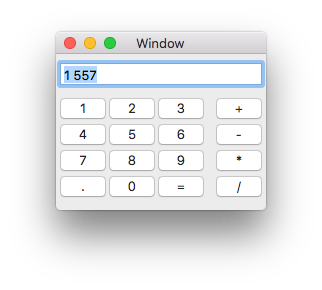 Window
1 557
1 2 3 +
4 5 6 -
7 8 9 *
. 0 = /